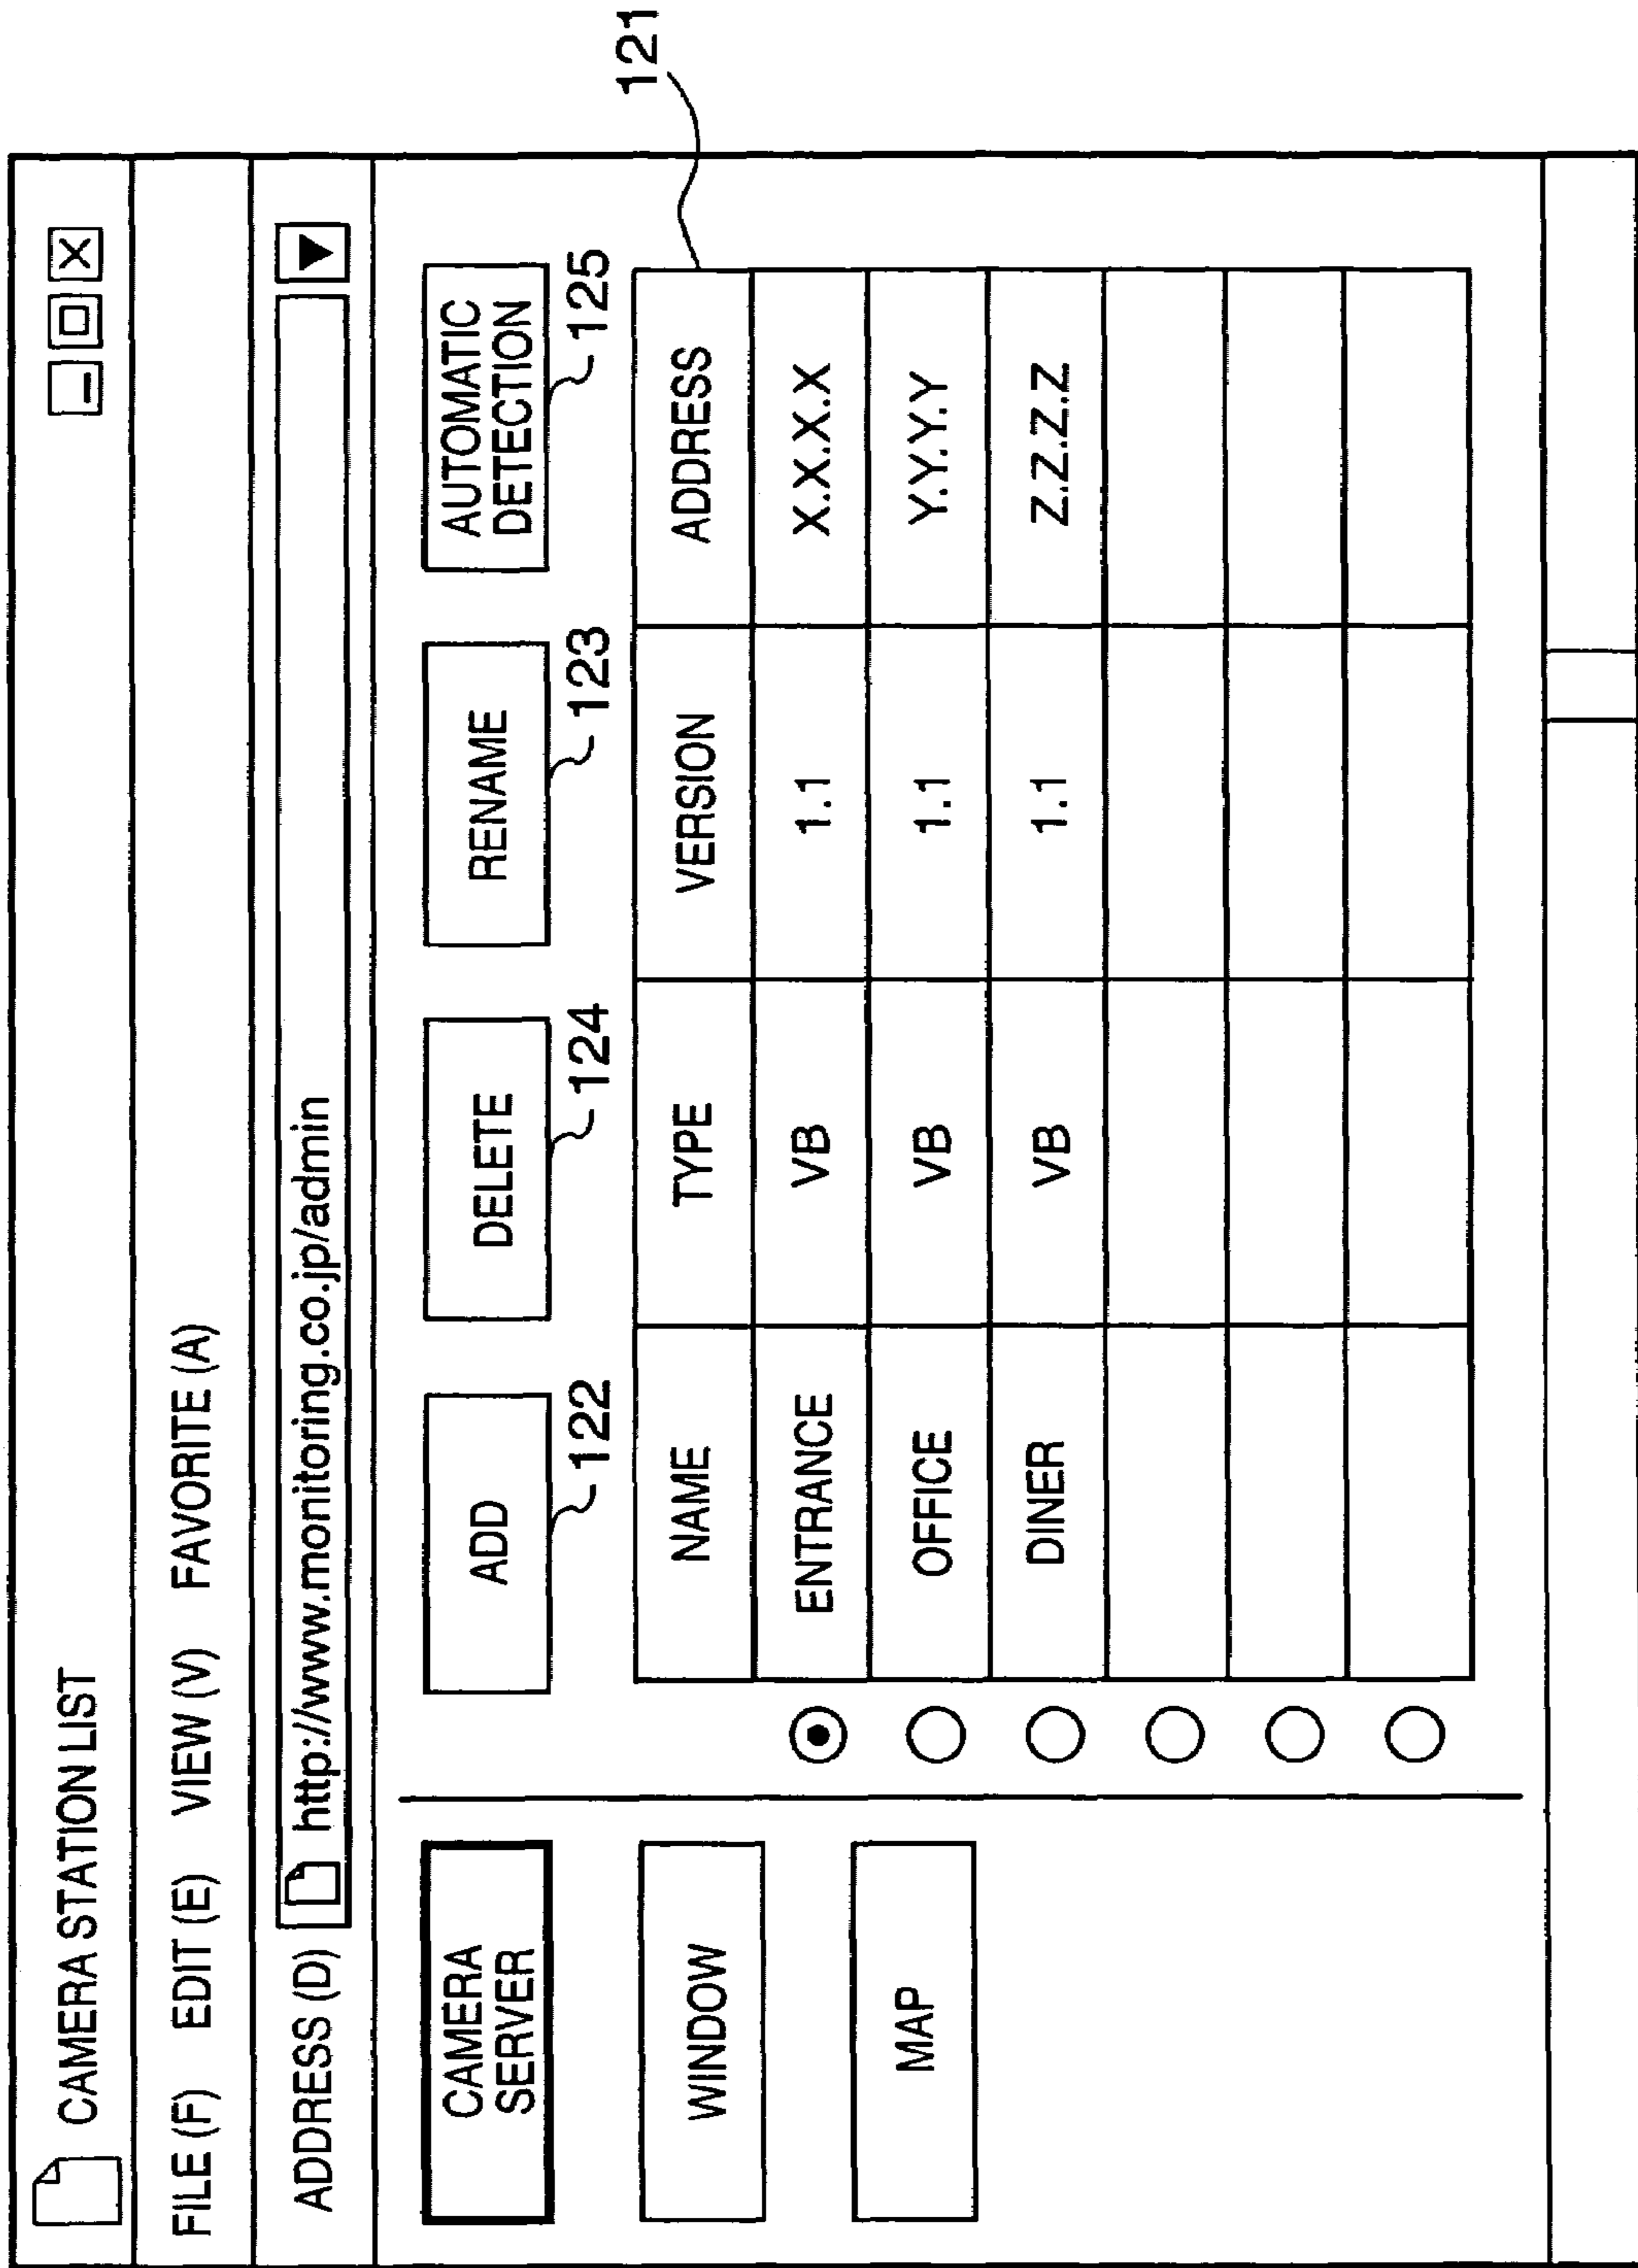 CAMERA STATION LIST
FILE (F) EDIT (E) VIEW (V) FAVORITE (A)
ADDRESS (D) http://www.monitoring.co.jp/admin
CAMERA
SERVER
WINDOW
MAP
ADD
DELETE
RENAME
AUTOMATIC
DETECTION
122
124
123
125
121
NAME TYPE VERSION ADDRESS
ENTRANCE VB 1.1 X.X.X.X
OFFICE VB 1.1 Y.Y.Y.Y
DINER VB 1.1 Z.Z.Z.Z